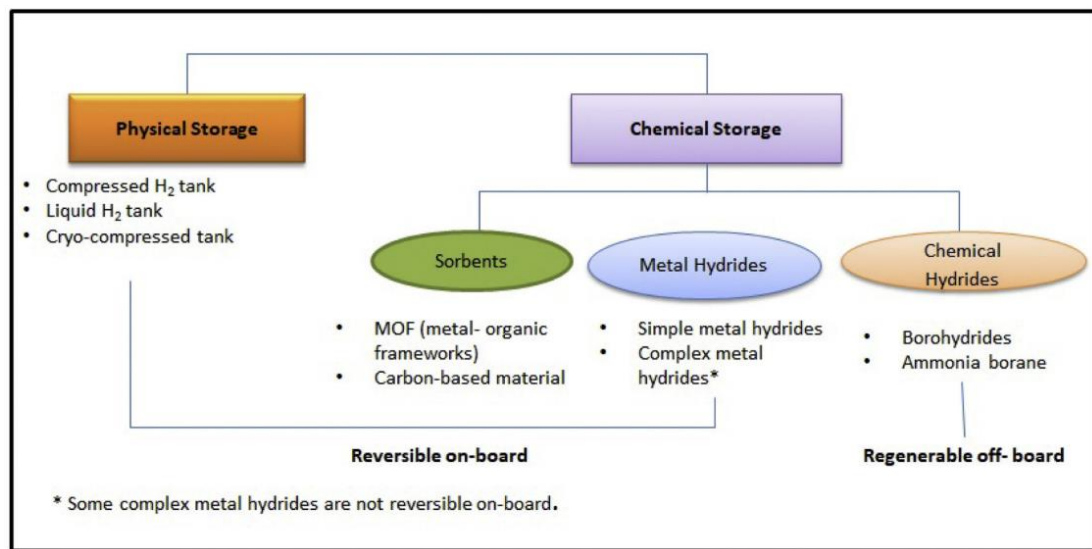 Physical Storage
• Compressed H₂ tank
• Liquid H₂ tank
• Cryo-compressed tank
Chemical Storage
Sorbents
• MOF (metal- organic
frameworks)
• Carbon-based material
Metal Hydrides
• Simple metal hydrides
• Complex metal
hydrides*
Chemical
Hydrides
• Borohydrides
• Ammonia borane
Reversible on-board
Regenerable off- board
* Some complex metal hydrides are not reversible on-board.